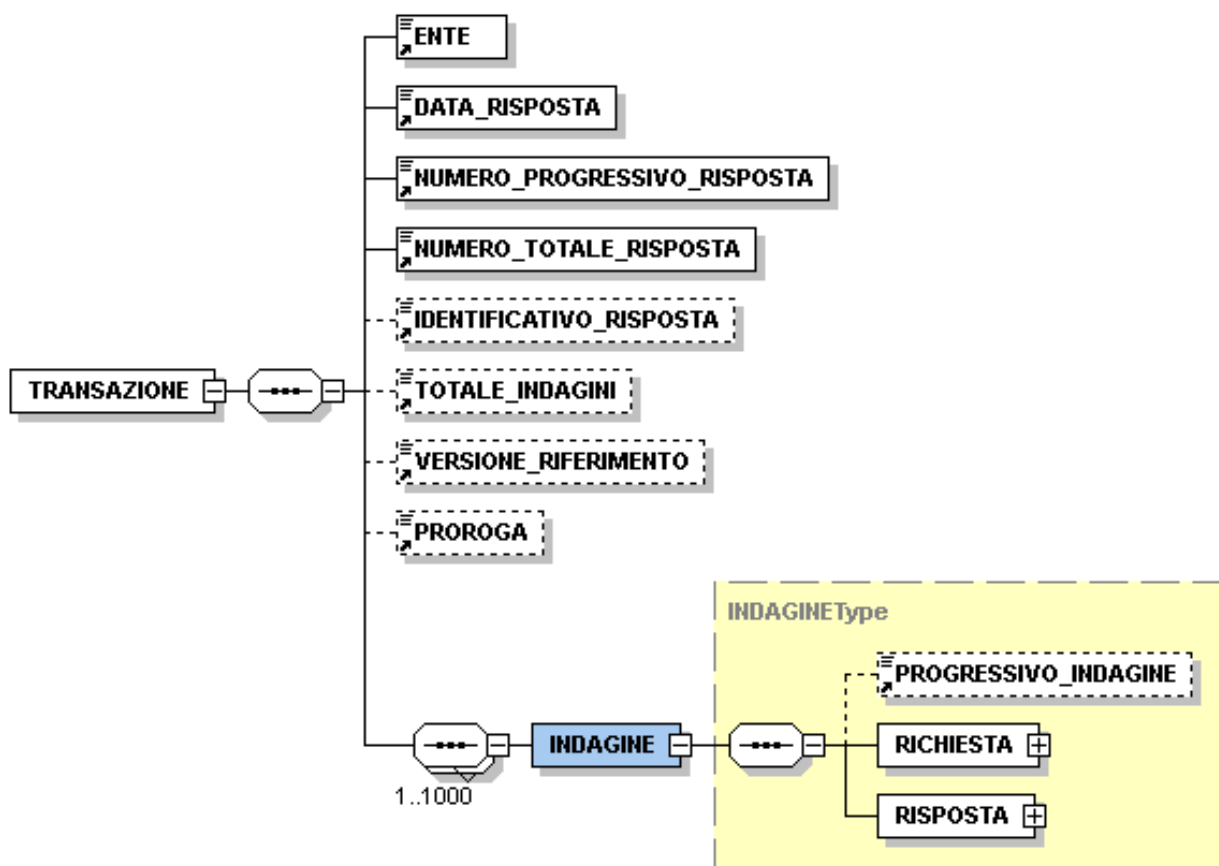 ENTE
DATA_RISPOSTA
NUMERO_PROGRESSIVO_RISPOSTA
NUMERO_TOTALE_RISPOSTA
IDENTIFICATIVO_RISPOSTA
TRANSAZIONE
TOTALE_INDAGINI
VERSIONE_RIFERIMENTO
PROROGA
INDAGINEType
PROGRESSIVO_INDAGINE
INDAGINE
RICHIESTA
1..1000
RISPOSTA